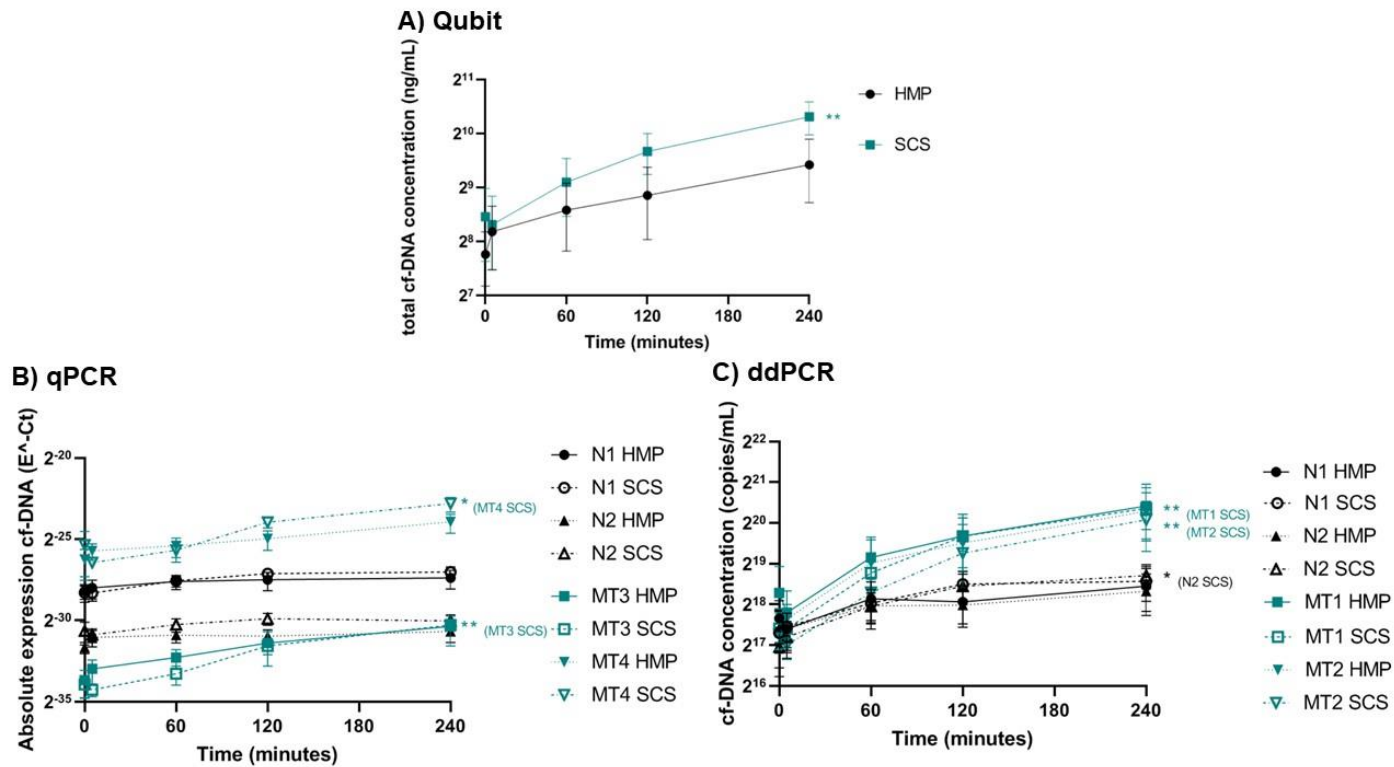 A) Qubit
total cf-DNA concentration (ng/mL)
2^11
2^10
2^9
2^8
2^7
0 60 120 180 240
Time (minutes)
HMP
SCS
**
B) qPCR
Absolute expression cf-DNA (E^-Ct)
2^-20
2^-25
2^-30
2^-35
0 60 120 180 240
Time (minutes)
* (MT4 SCS)
** (MT3 SCS)
N1 HMP
N1 SCS
N2 HMP
N2 SCS
MT3 HMP
MT3 SCS
MT4 HMP
MT4 SCS
C) ddPCR
cf-DNA concentration (copies/mL)
2^22
2^21
2^20
2^19
2^18
2^17
2^16
0 60 120 180 240
Time (minutes)
** (MT1 SCS)
** (MT2 SCS)
* (N2 SCS)
N1 HMP
N1 SCS
N2 HMP
N2 SCS
MT1 HMP
MT1 SCS
MT2 HMP
MT2 SCS